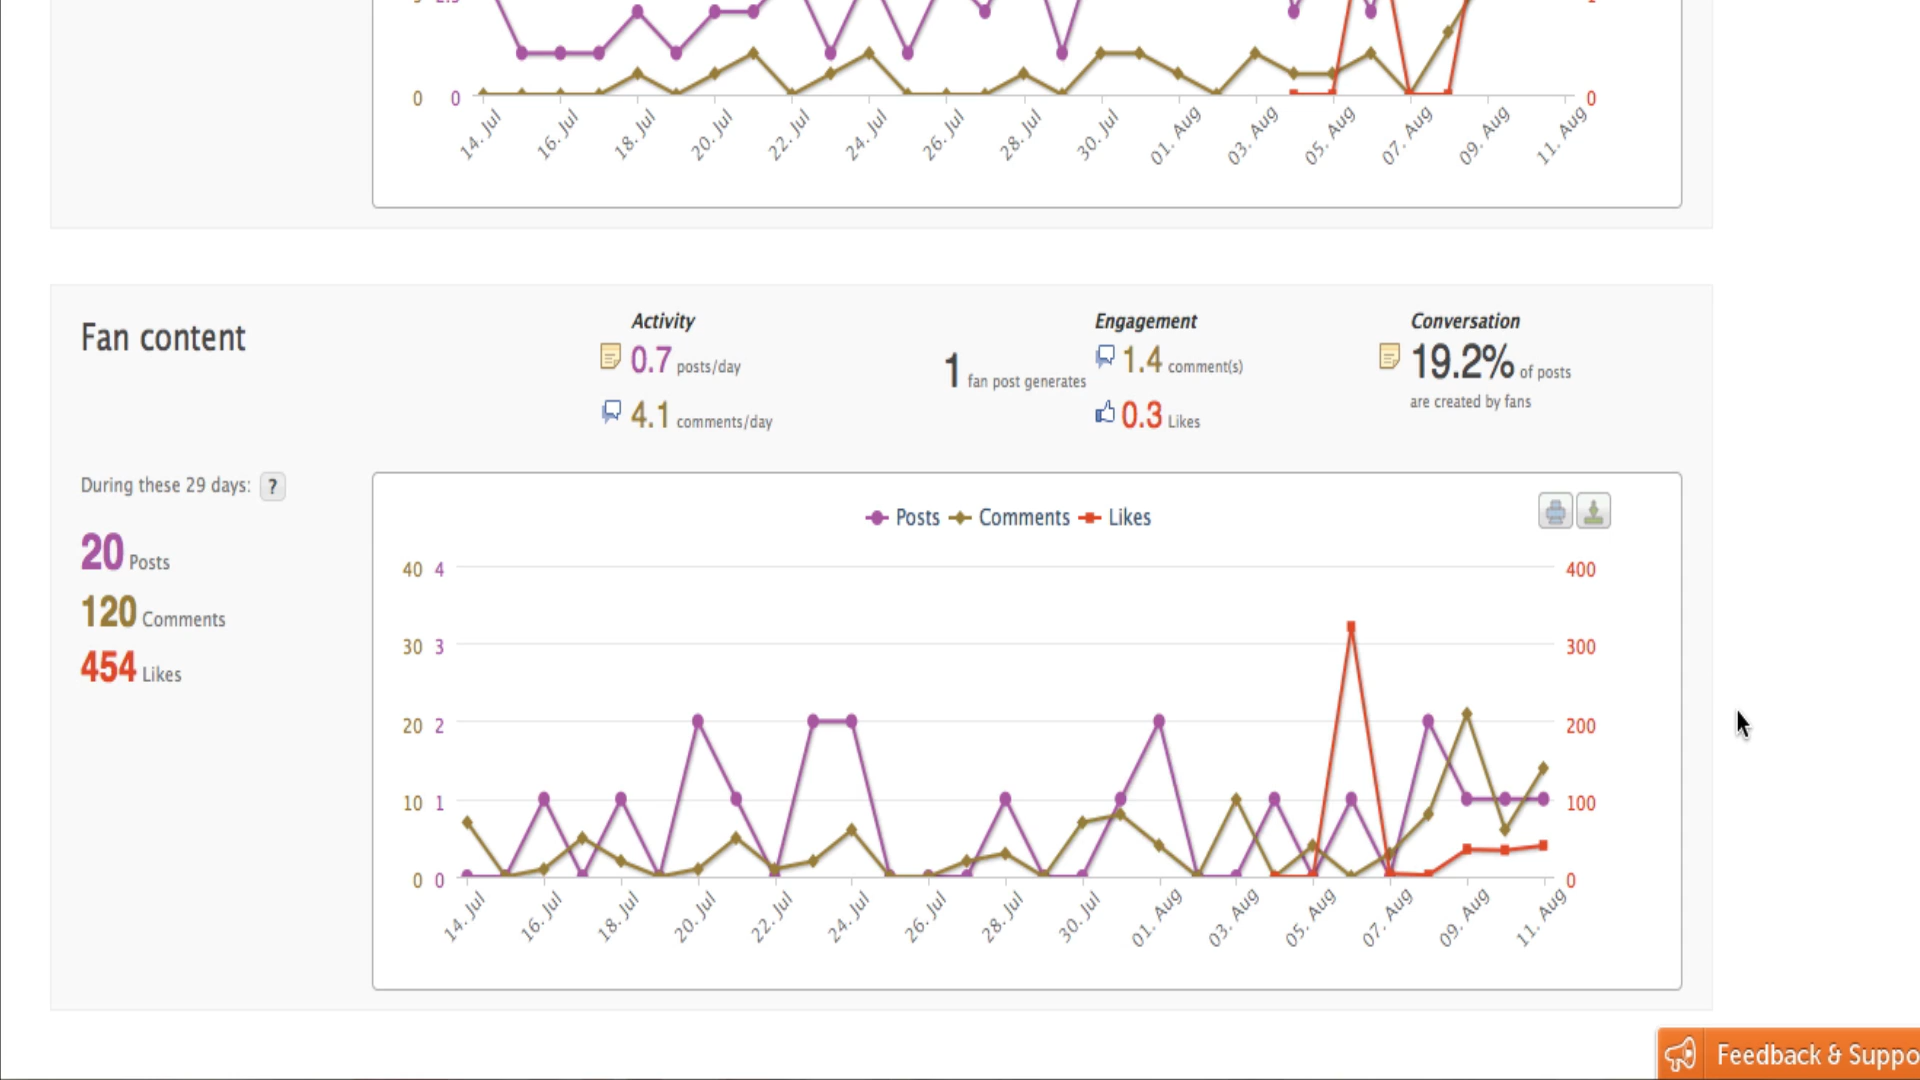 0 0 0
14. Jul 16. Jul 18. Jul 20. Jul 22. Jul 24. Jul 26. Jul 28. Jul 30. Jul 01. Aug 03. Aug 05. Aug 07. Aug 09. Aug 11. Aug
Fan content
Activity
0.7 posts/day
4.1 comments/day
1 fan post generates
Engagement
1.4 comment(s)
0.3 Likes
Conversation
19.2% of posts
are created by fans
During these 29 days: ?
20 Posts
120 Comments
454 Likes
Posts Comments Likes
40 4 400
30 3 300
20 2 200
10 1 100
0 0 0
14. Jul 16. Jul 18. Jul 20. Jul 22. Jul 24. Jul 26. Jul 28. Jul 30. Jul 01. Aug 03. Aug 05. Aug 07. Aug 09. Aug 11. Aug
Feedback & Suppo